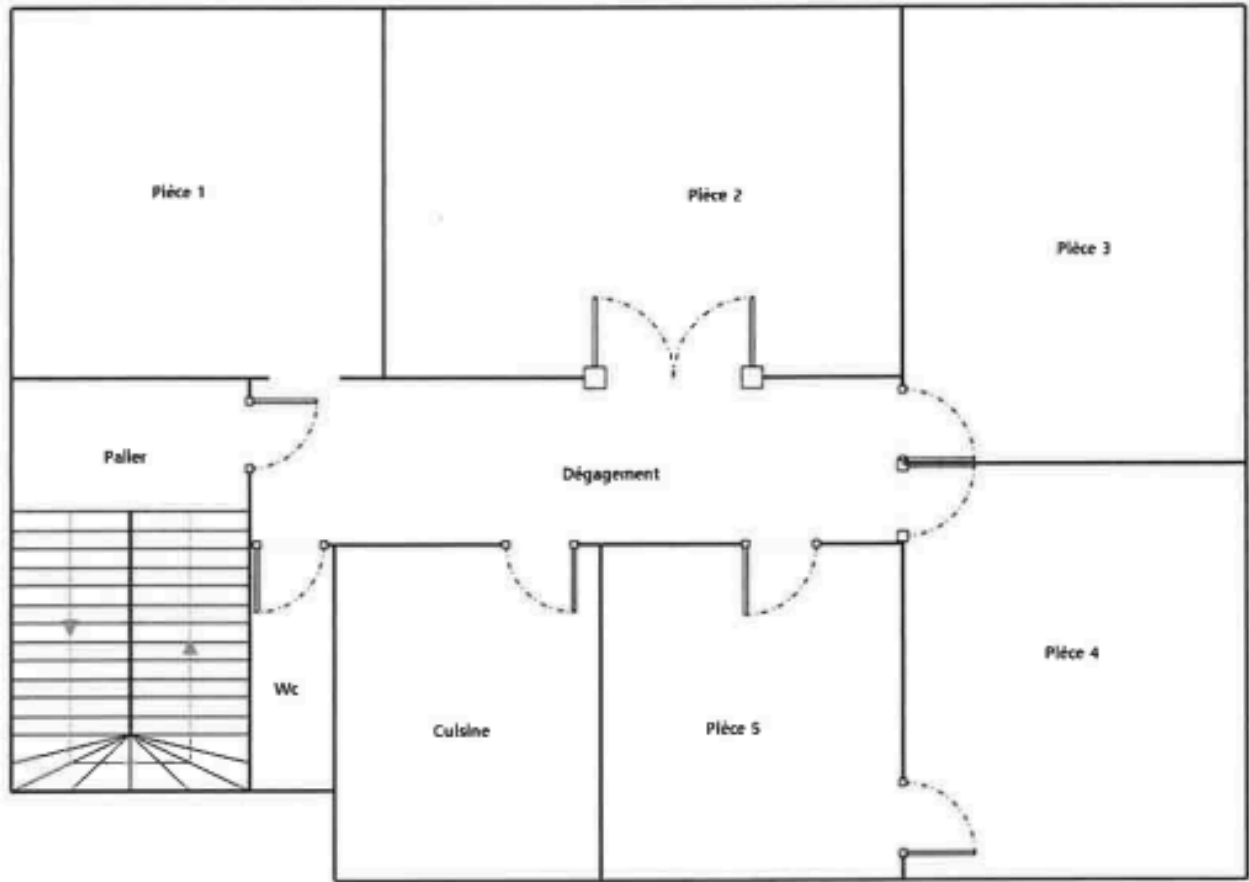 Pièce 1
Pièce 2
Pièce 3
Palier
Dégagement
Wc
Cuisine
Pièce 5
Pièce 4